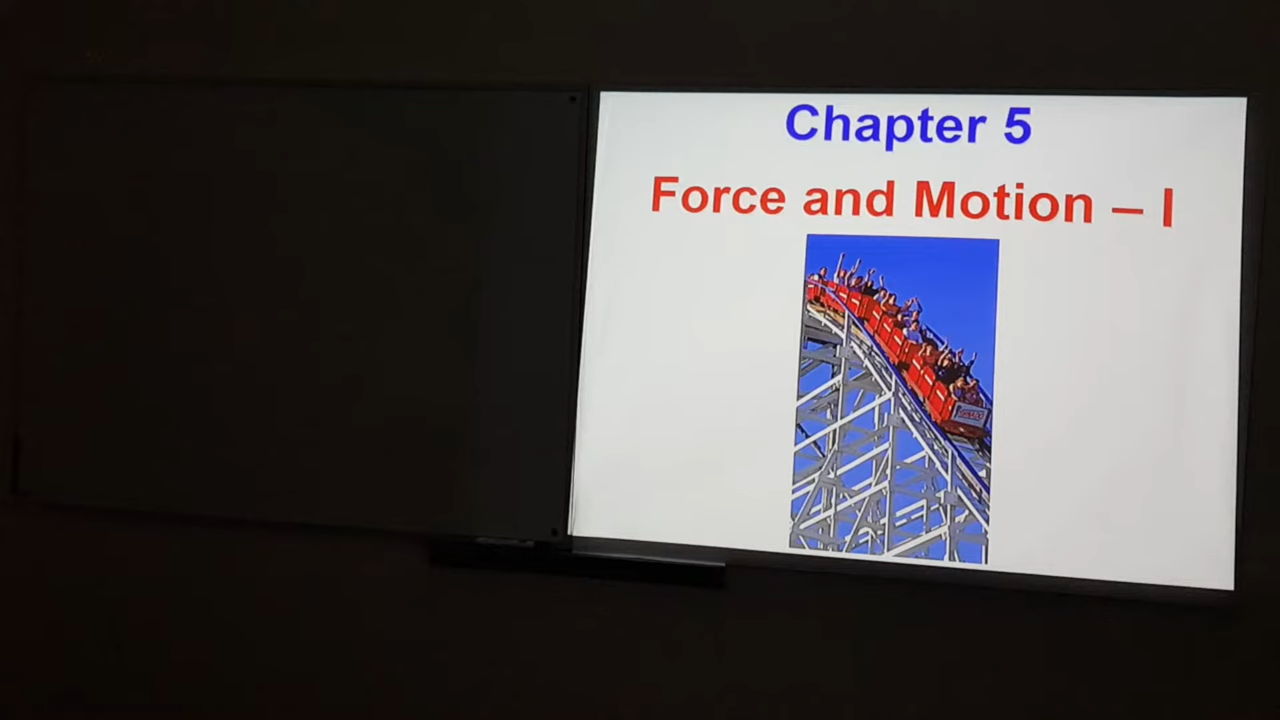 Chapter 5
Force and Motion – I